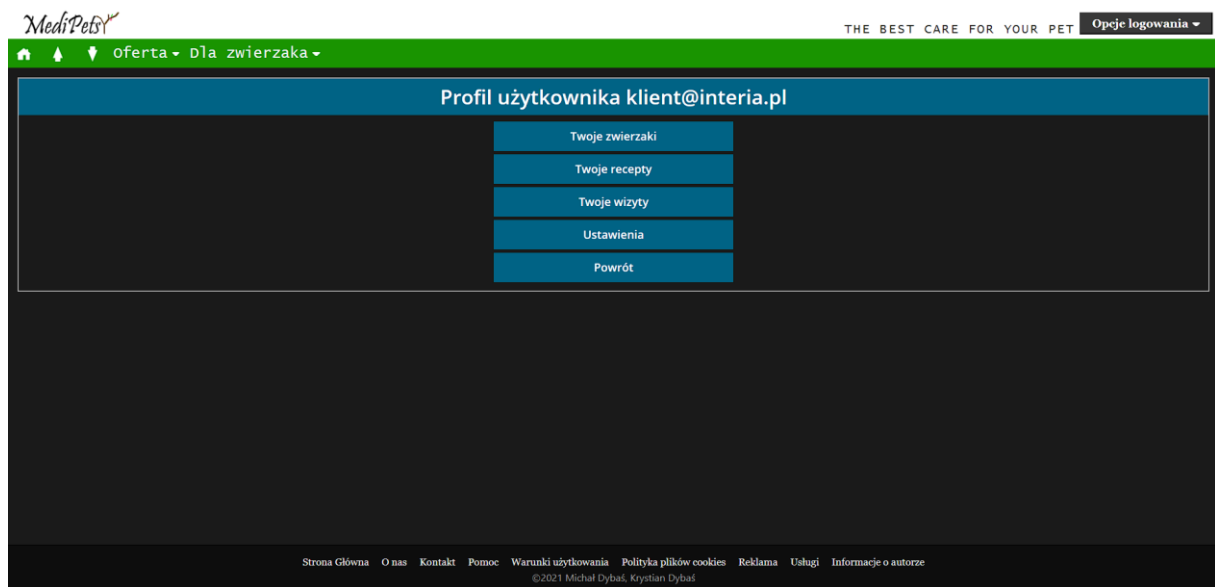 MediPets
THE BEST CARE FOR YOUR PET
Opcje logowania
Oferta Dla zwierzaka
Profil użytkownika klient@interia.pl
Twoje zwierzaki
Twoje recepty
Twoje wizyty
Ustawienia
Powrót
Strona Główna O nas Kontakt Pomoc Warunki użytkowania Polityka plików cookies Reklama Usługi Informacje o autorze
©2021 Michał Dybaś, Krystian Dybaś